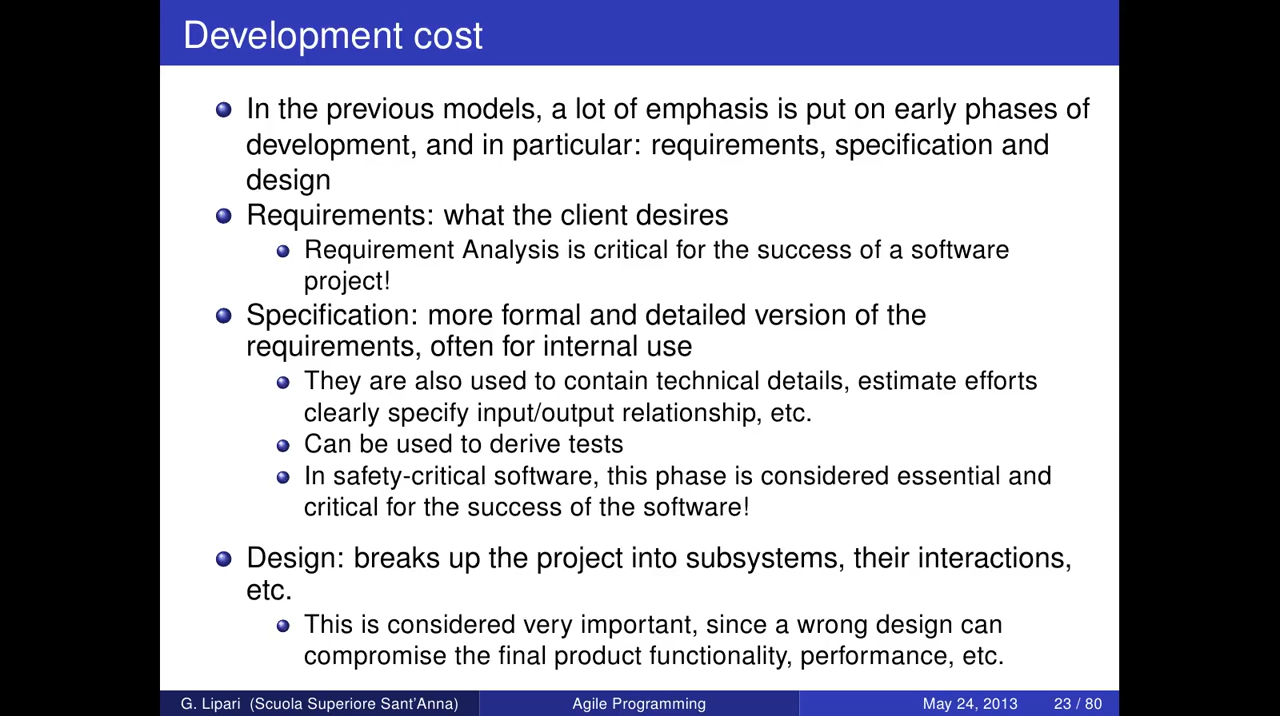 Development cost
In the previous models, a lot of emphasis is put on early phases of
development, and in particular: requirements, specification and
design
Requirements: what the client desires
Requirement Analysis is critical for the success of a software
project!
Specification: more formal and detailed version of the
requirements, often for internal use
They are also used to contain technical details, estimate efforts
clearly specify input/output relationship, etc.
Can be used to derive tests
In safety-critical software, this phase is considered essential and
critical for the success of the software!
Design: breaks up the project into subsystems, their interactions,
etc.
This is considered very important, since a wrong design can
compromise the final product functionality, performance, etc.
G. Lipari (Scuola Superiore Sant'Anna) Agile Programming May 24, 2013 23 / 80